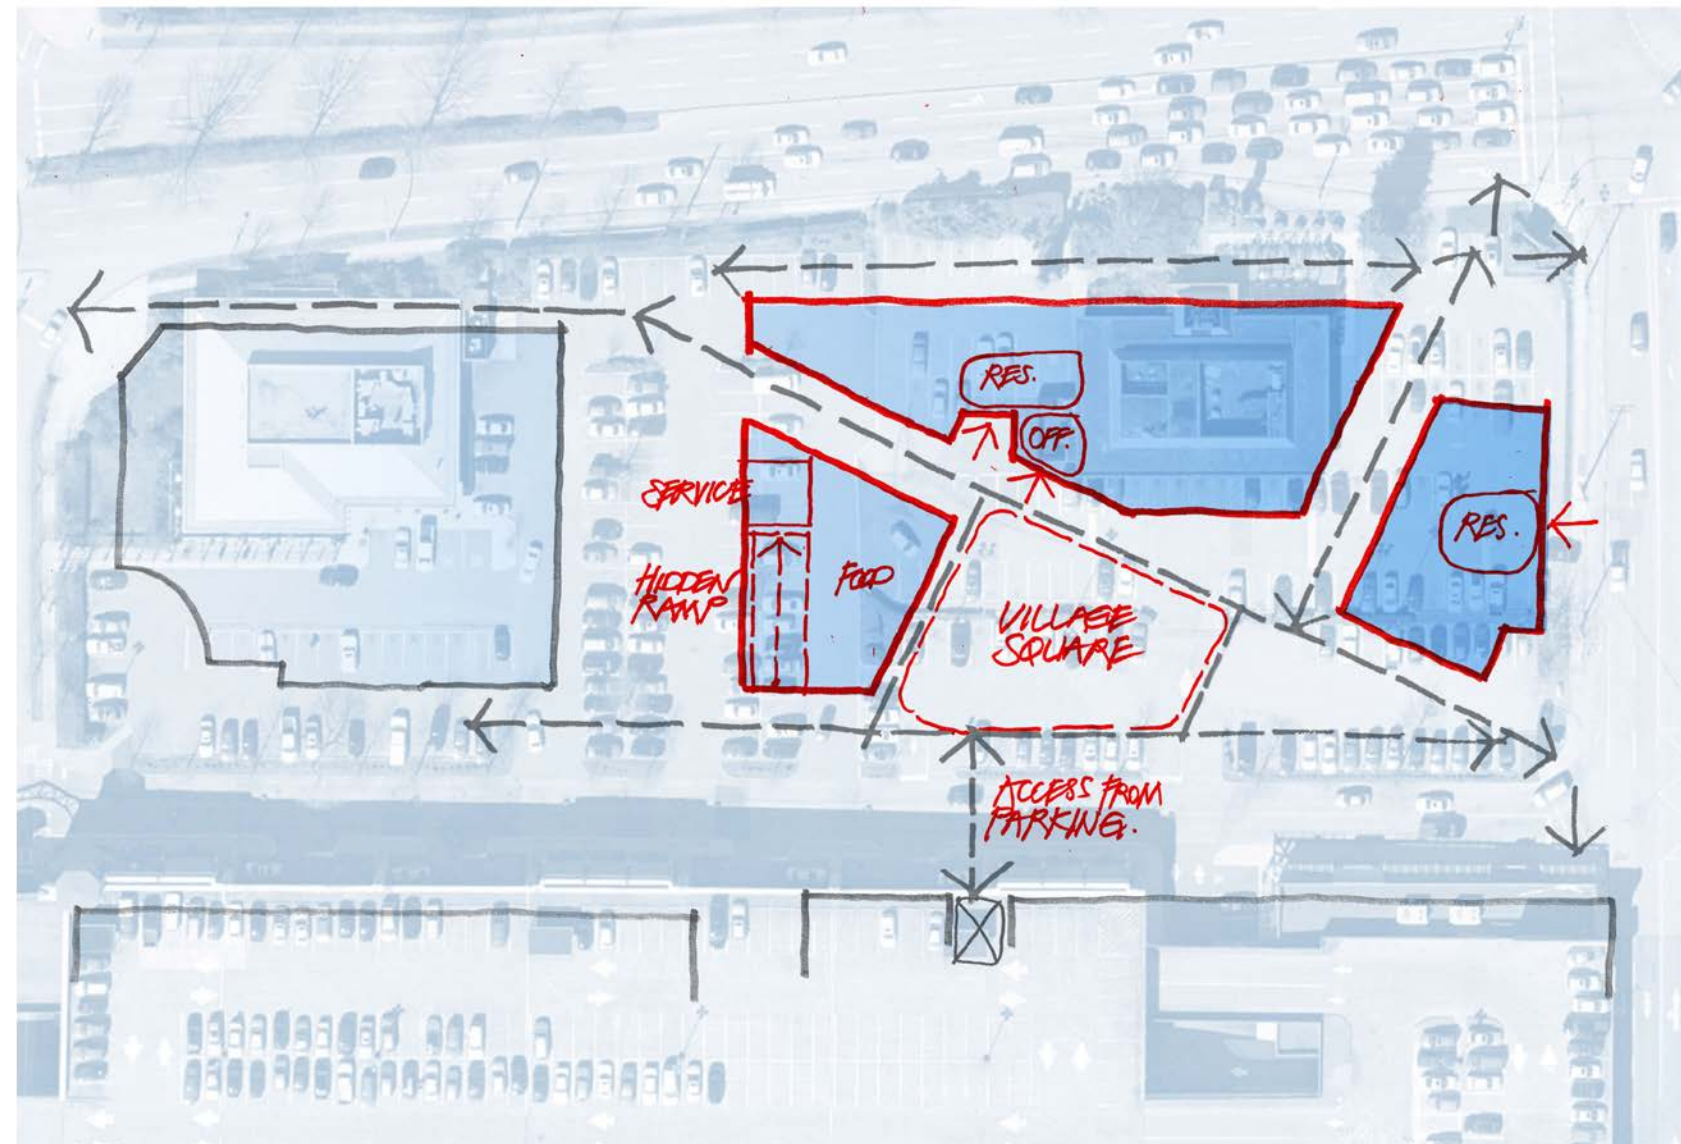 RES.
OFF.
SERVICE
HIDDEN
RAMP
FOOD
VILLAGE
SQUARE
RES.
ACCESS FROM
PARKING.